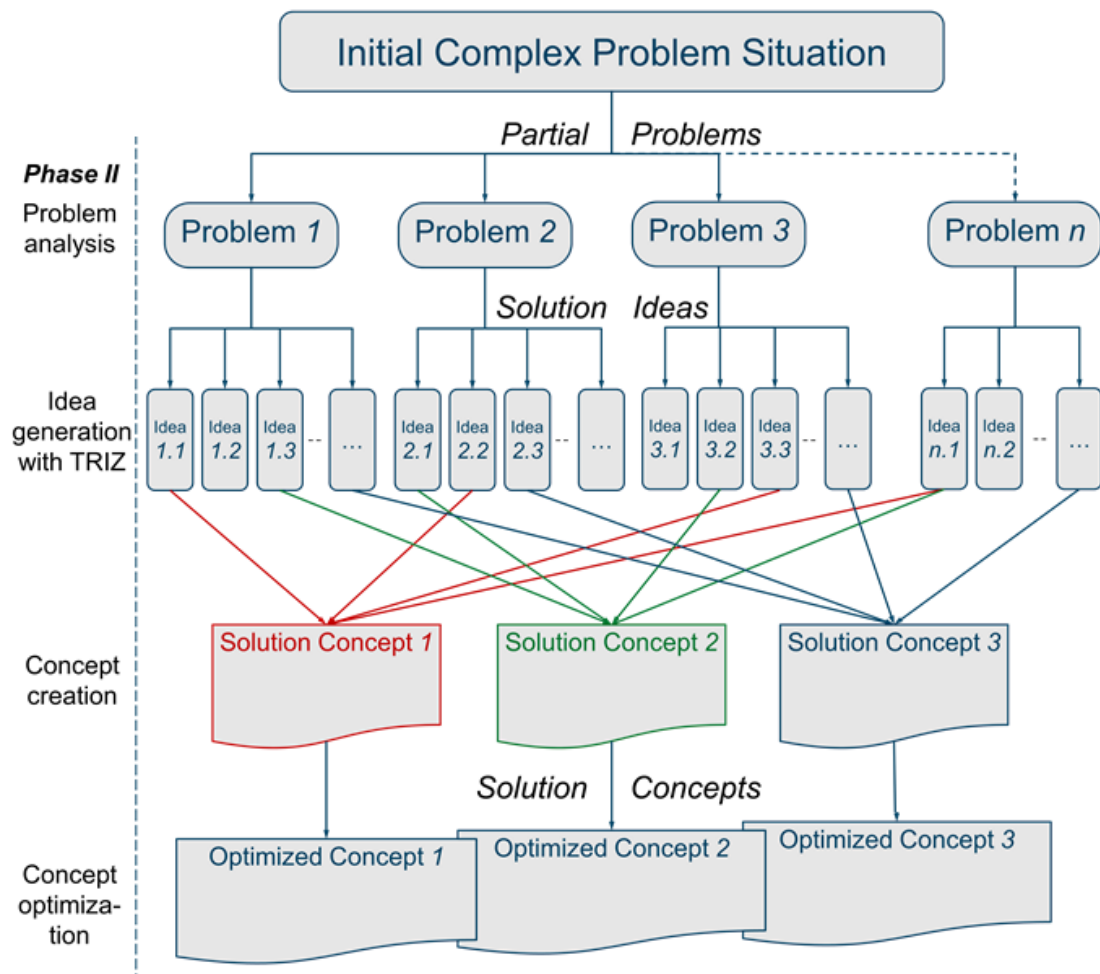 Initial Complex Problem Situation
Partial Problems
Phase II
Problem
analysis
Problem 1
Problem 2
Problem 3
Problem n
Solution Ideas
Idea
generation
with TRIZ
Idea
1.1
Idea
1.2
Idea
1.3
--
...
Idea
2.1
Idea
2.2
Idea
2.3
--
...
Idea
3.1
Idea
3.2
Idea
3.3
--
...
Idea
n.1
Idea
n.2
--
...
Concept
creation
Solution Concept 1
Solution Concept 2
Solution Concept 3
Solution Concepts
Concept
optimiza-
tion
Optimized Concept 1
Optimized Concept 2
Optimized Concept 3